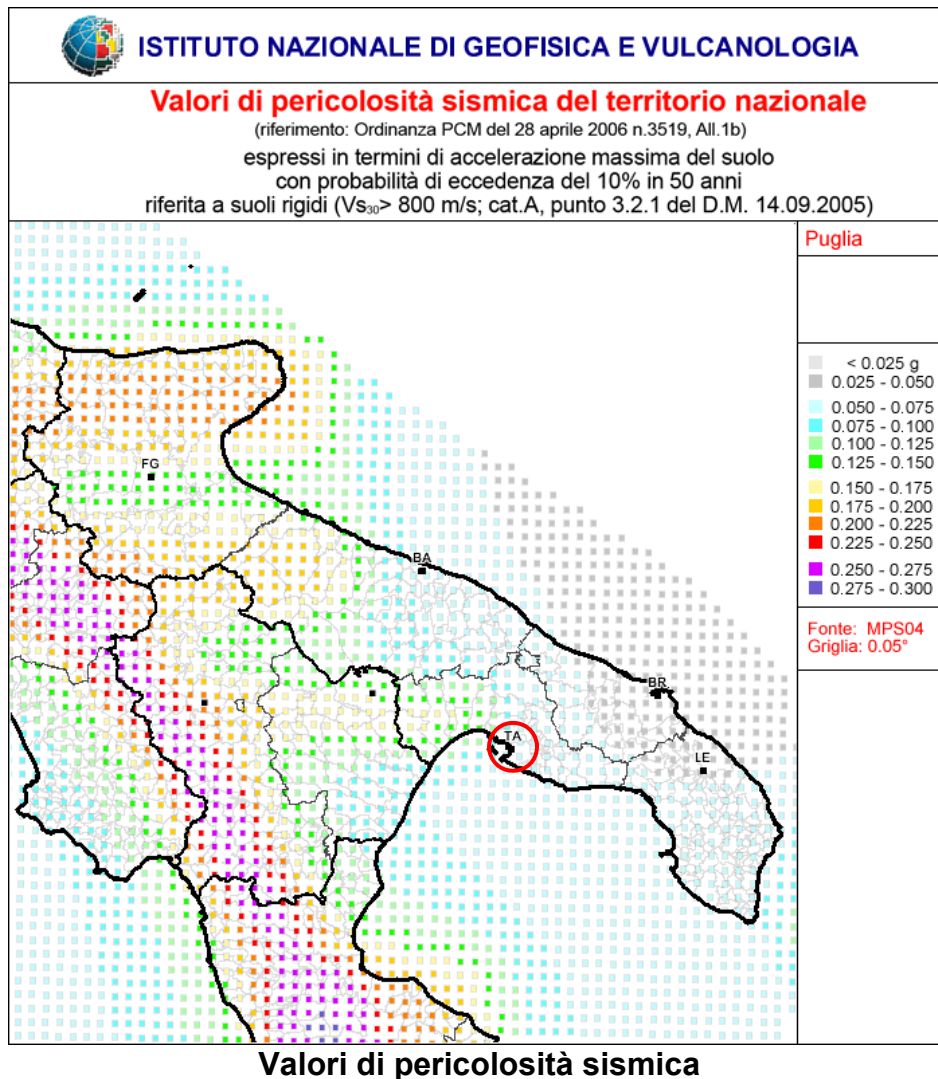 ISTITUTO NAZIONALE DI GEOFISICA E VULCANOLOGIA
Valori di pericolosità sismica del territorio nazionale
(riferimento: Ordinanza PCM del 28 aprile 2006 n.3519, All.1b)
espressi in termini di accelerazione massima del suolo
con probabilità di eccedenza del 10% in 50 anni
riferita a suoli rigidi (Vs30> 800 m/s; cat.A, punto 3.2.1 del D.M. 14.09.2005)
Puglia
< 0.025 g
0.025 - 0.050
0.050 - 0.075
0.075 - 0.100
0.100 - 0.125
0.125 - 0.150
0.150 - 0.175
0.175 - 0.200
0.200 - 0.225
0.225 - 0.250
0.250 - 0.275
0.275 - 0.300
Fonte: MPS04
Griglia: 0.05°
FG
BA
BR
TA
LE
Valori di pericolosità sismica